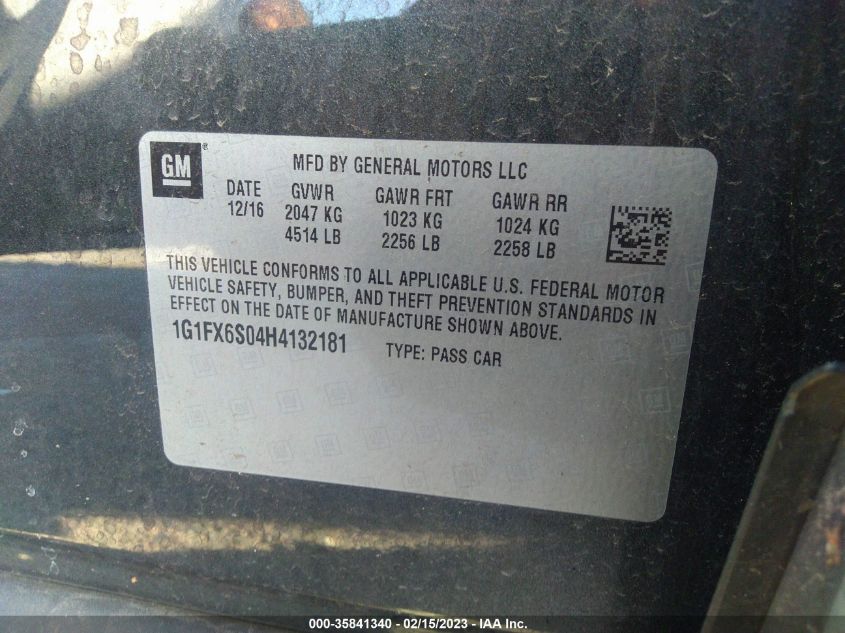 GM ®
MFD BY GENERAL MOTORS LLC
DATE GVWR GAWR FRT GAWR RR
12/16 2047 KG 1023 KG 1024 KG
4514 LB 2256 LB 2258 LB
THIS VEHICLE CONFORMS TO ALL APPLICABLE U.S. FEDERAL MOTOR
VEHICLE SAFETY, BUMPER, AND THEFT PREVENTION STANDARDS IN
EFFECT ON THE DATE OF MANUFACTURE SHOWN ABOVE.
1G1FX6S04H4132181 TYPE: PASS CAR
000-35841340 - 02/15/2023 - IAA, Inc.